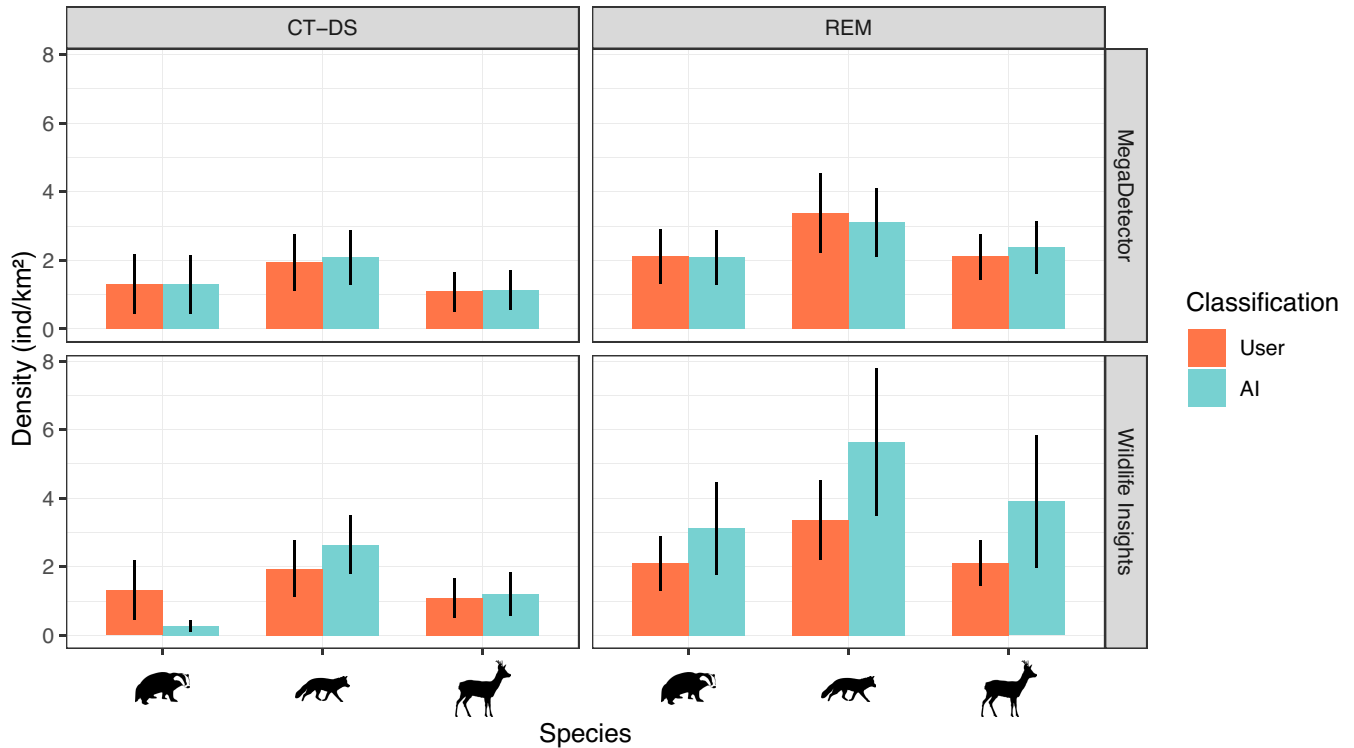 CT−DS
REM
8
6
4
2
0
MegaDetector
8
6
4
2
0
Wildlife Insights
Density (ind/km²)
Species
Classification
User
AI